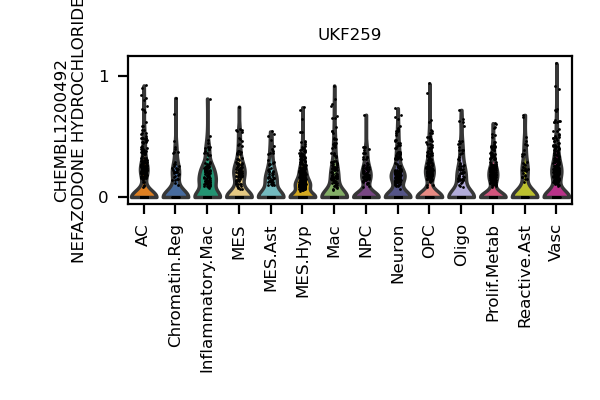 UKF259
CHEMBL1200492
NEFAZODONE HYDROCHLORIDE
1
0
AC
Chromatin.Reg
Inflammatory.Mac
MES
MES.Ast
MES.Hyp
Mac
NPC
Neuron
OPC
Oligo
Prolif.Metab
Reactive.Ast
Vasc